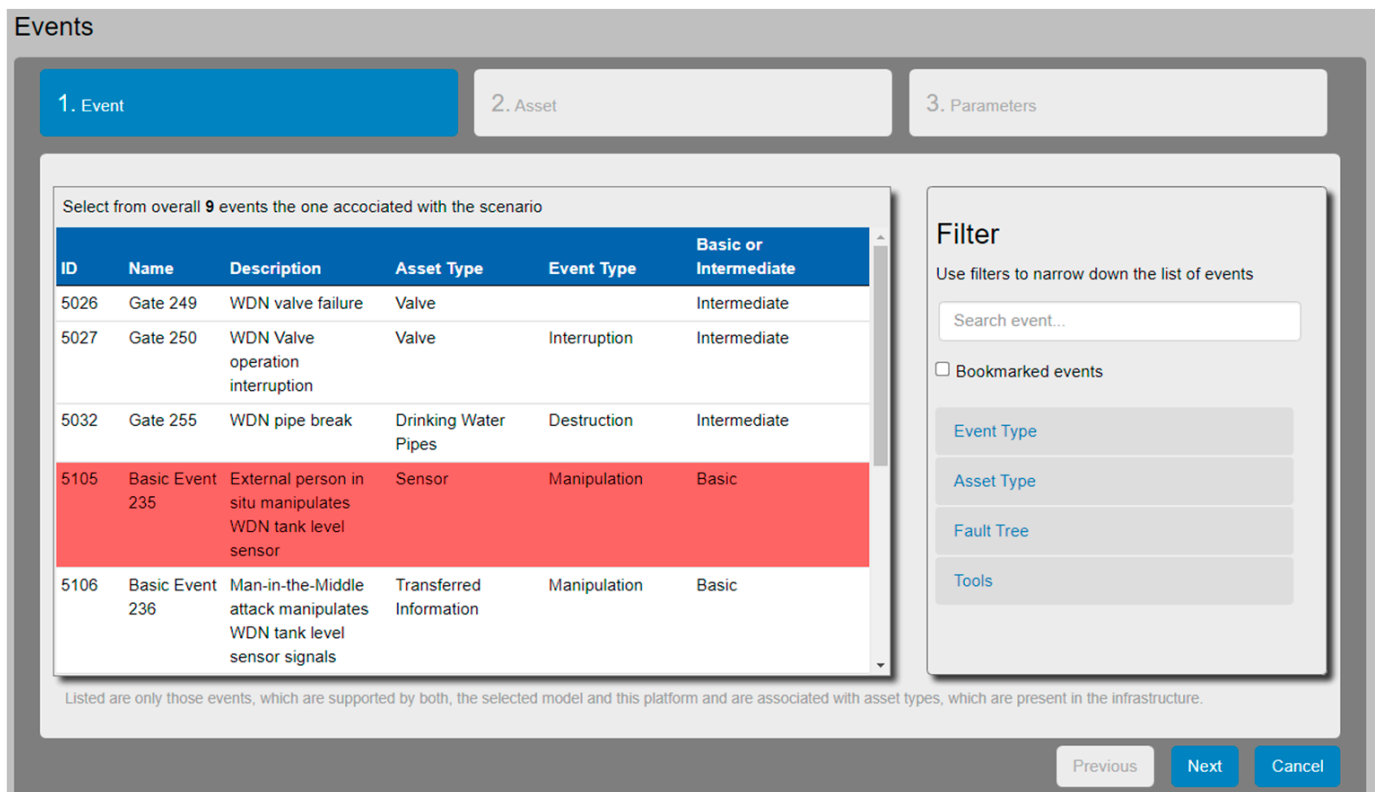 Events
1. Event
2. Asset
3. Parameters
Select from overall 9 events the one accociated with the scenario
ID Name Description Asset Type Event Type Basic or Intermediate
5026 Gate 249 WDN valve failure Valve Intermediate
5027 Gate 250 WDN Valve operation interruption Valve Interruption Intermediate
5032 Gate 255 WDN pipe break Drinking Water Pipes Destruction Intermediate
5105 Basic Event 235 External person in situ manipulates WDN tank level sensor Sensor Manipulation Basic
5106 Basic Event 236 Man-in-the-Middle attack manipulates WDN tank level sensor signals Transferred Information Manipulation Basic
Filter
Use filters to narrow down the list of events
Search event...
Bookmarked events
Event Type
Asset Type
Fault Tree
Tools
Listed are only those events, which are supported by both, the selected model and this platform and are associated with asset types, which are present in the infrastructure.
Previous
Next
Cancel